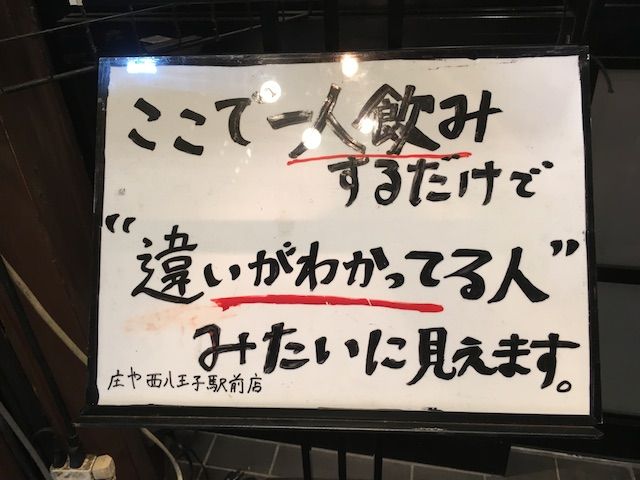 ここで一人飲み
するだけで
“違いがわかってる人”
みたいに見えます。
庄や西八王子駅前店